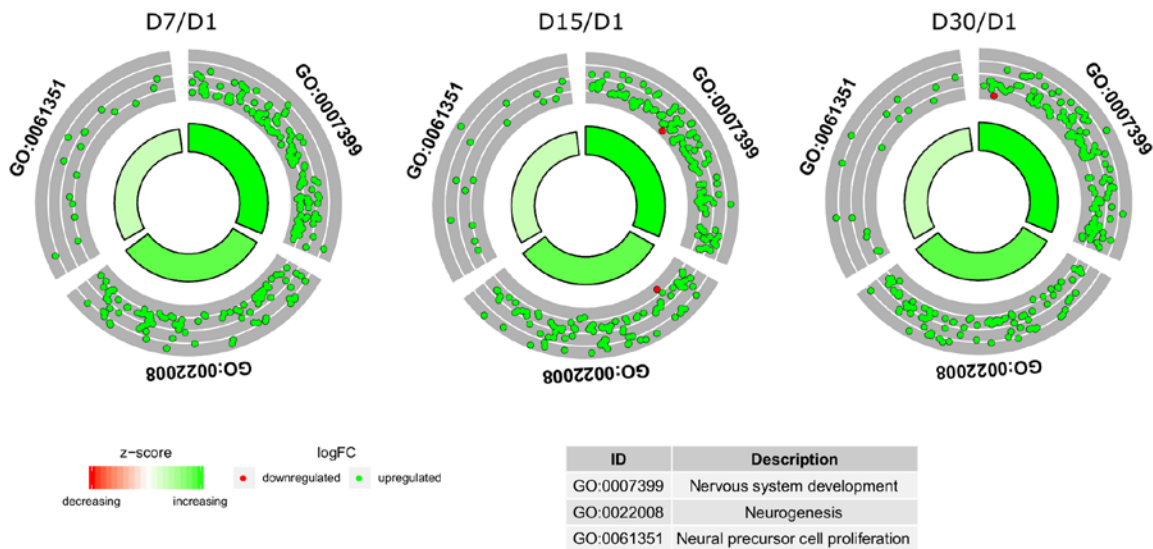 D7/D1
D15/D1
D30/D1
GO:0061351
GO:0007399
GO:0022008
GO:0061351
GO:0007399
GO:0022008
GO:0061351
GO:0007399
GO:0022008
z-score
decreasing
increasing
logFC
downregulated
upregulated
ID Description
GO:0007399 Nervous system development
GO:0022008 Neurogenesis
GO:0061351 Neural precursor cell proliferation